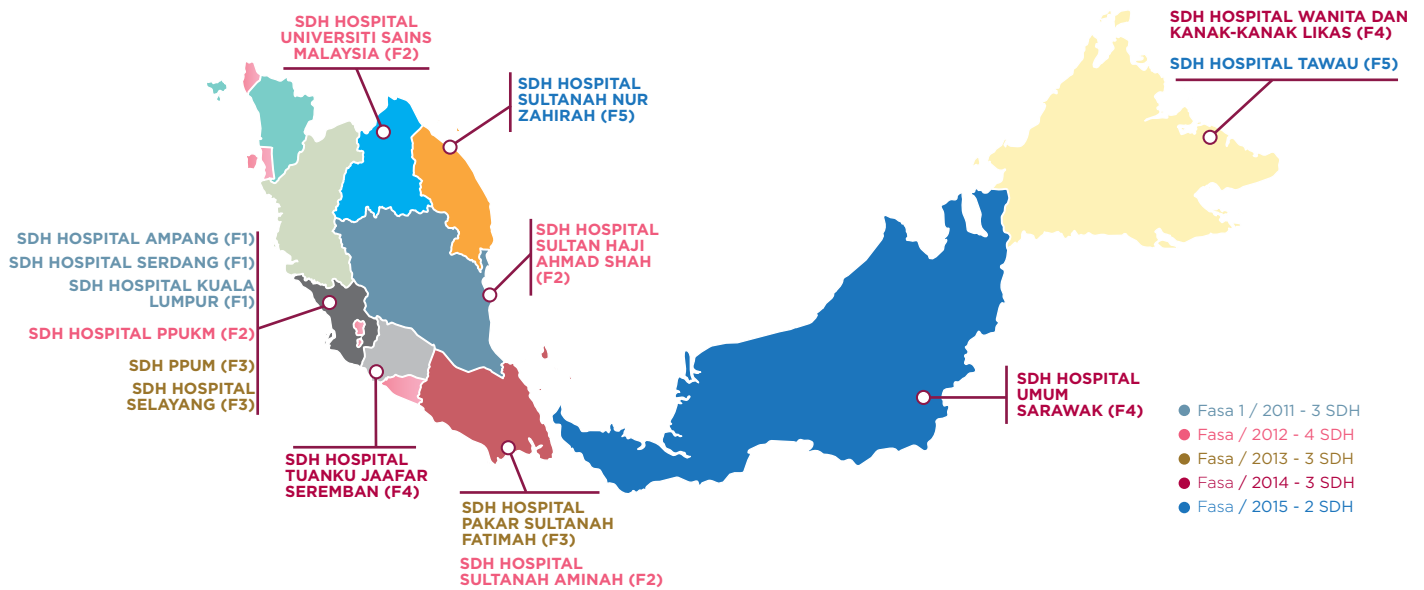 SDH HOSPITAL
UNIVERSITI SAINS
MALAYSIA (F2)
SDH HOSPITAL
SULTANAH NUR
ZAHIRAH (F5)
SDH HOSPITAL WANITA DAN
KANAK-KANAK LIKAS (F4)
SDH HOSPITAL TAWAU (F5)
SDH HOSPITAL AMPANG (F1)
SDH HOSPITAL SERDANG (F1)
SDH HOSPITAL KUALA
LUMPUR (F1)
SDH HOSPITAL PPUKM (F2)
SDH PPUM (F3)
SDH HOSPITAL
SELAYANG (F3)
SDH HOSPITAL
SULTAN HAJI
AHMAD SHAH
(F2)
SDH HOSPITAL
TUANKU JAAFAR
SEREMBAN (F4)
SDH HOSPITAL
PAKAR SULTANAH
FATIMAH (F3)
SDH HOSPITAL
SULTANAH AMINAH (F2)
SDH HOSPITAL
UMUM
SARAWAK (F4)
Fasa 1 / 2011 - 3 SDH
Fasa / 2012 - 4 SDH
Fasa / 2013 - 3 SDH
Fasa / 2014 - 3 SDH
Fasa / 2015 - 2 SDH